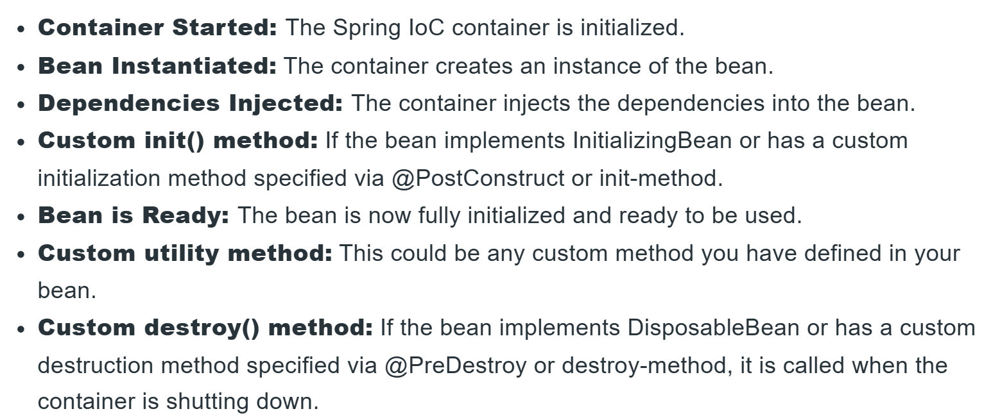 • Container Started: The Spring IoC container is initialized.
• Bean Instantiated: The container creates an instance of the bean.
• Dependencies Injected: The container injects the dependencies into the bean.
• Custom init() method: If the bean implements InitializingBean or has a custom
initialization method specified via @PostConstruct or init-method.
• Bean is Ready: The bean is now fully initialized and ready to be used.
• Custom utility method: This could be any custom method you have defined in your
bean.
• Custom destroy() method: If the bean implements DisposableBean or has a custom
destruction method specified via @PreDestroy or destroy-method, it is called when the
container is shutting down.